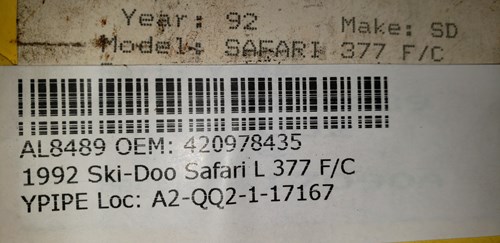 Year: 92 Make: SD
Model: SAFARI 377 F/C
AL8489 OEM: 420978435
1992 Ski-Doo Safari L 377 F/C
YPIPE Loc: A2-QQ2-1-17167